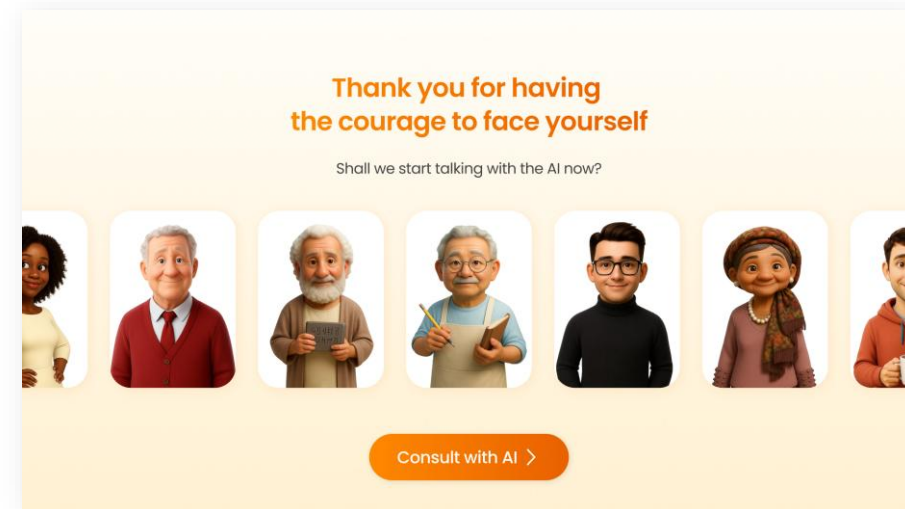 Thank you for having
the courage to face yourself
Shall we start talking with the AI now?
Consult with AI